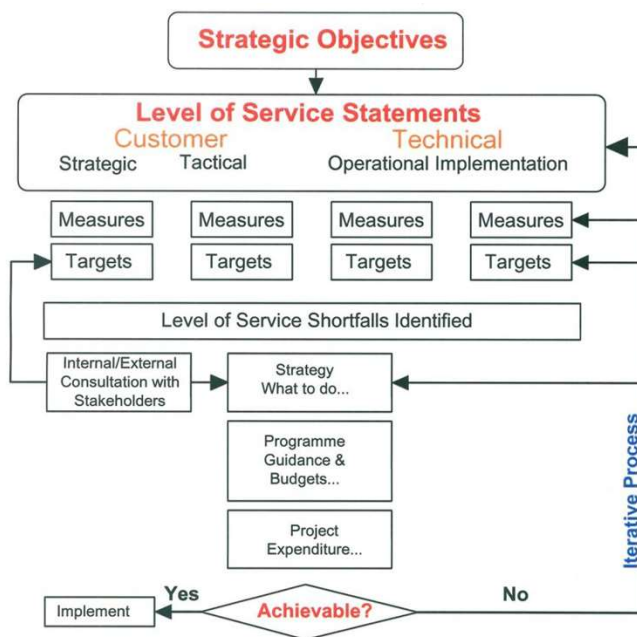 Strategic Objectives
Level of Service Statements
Customer Technical
Strategic Tactical Operational Implementation
Measures Measures Measures Measures
Targets Targets Targets Targets
Level of Service Shortfalls Identified
Internal/External
Consultation with
Stakeholders
Strategy
What to do...
Programme
Guidance &
Budgets...
Project
Expenditure...
Iterative Process
Yes No
Implement Achievable?